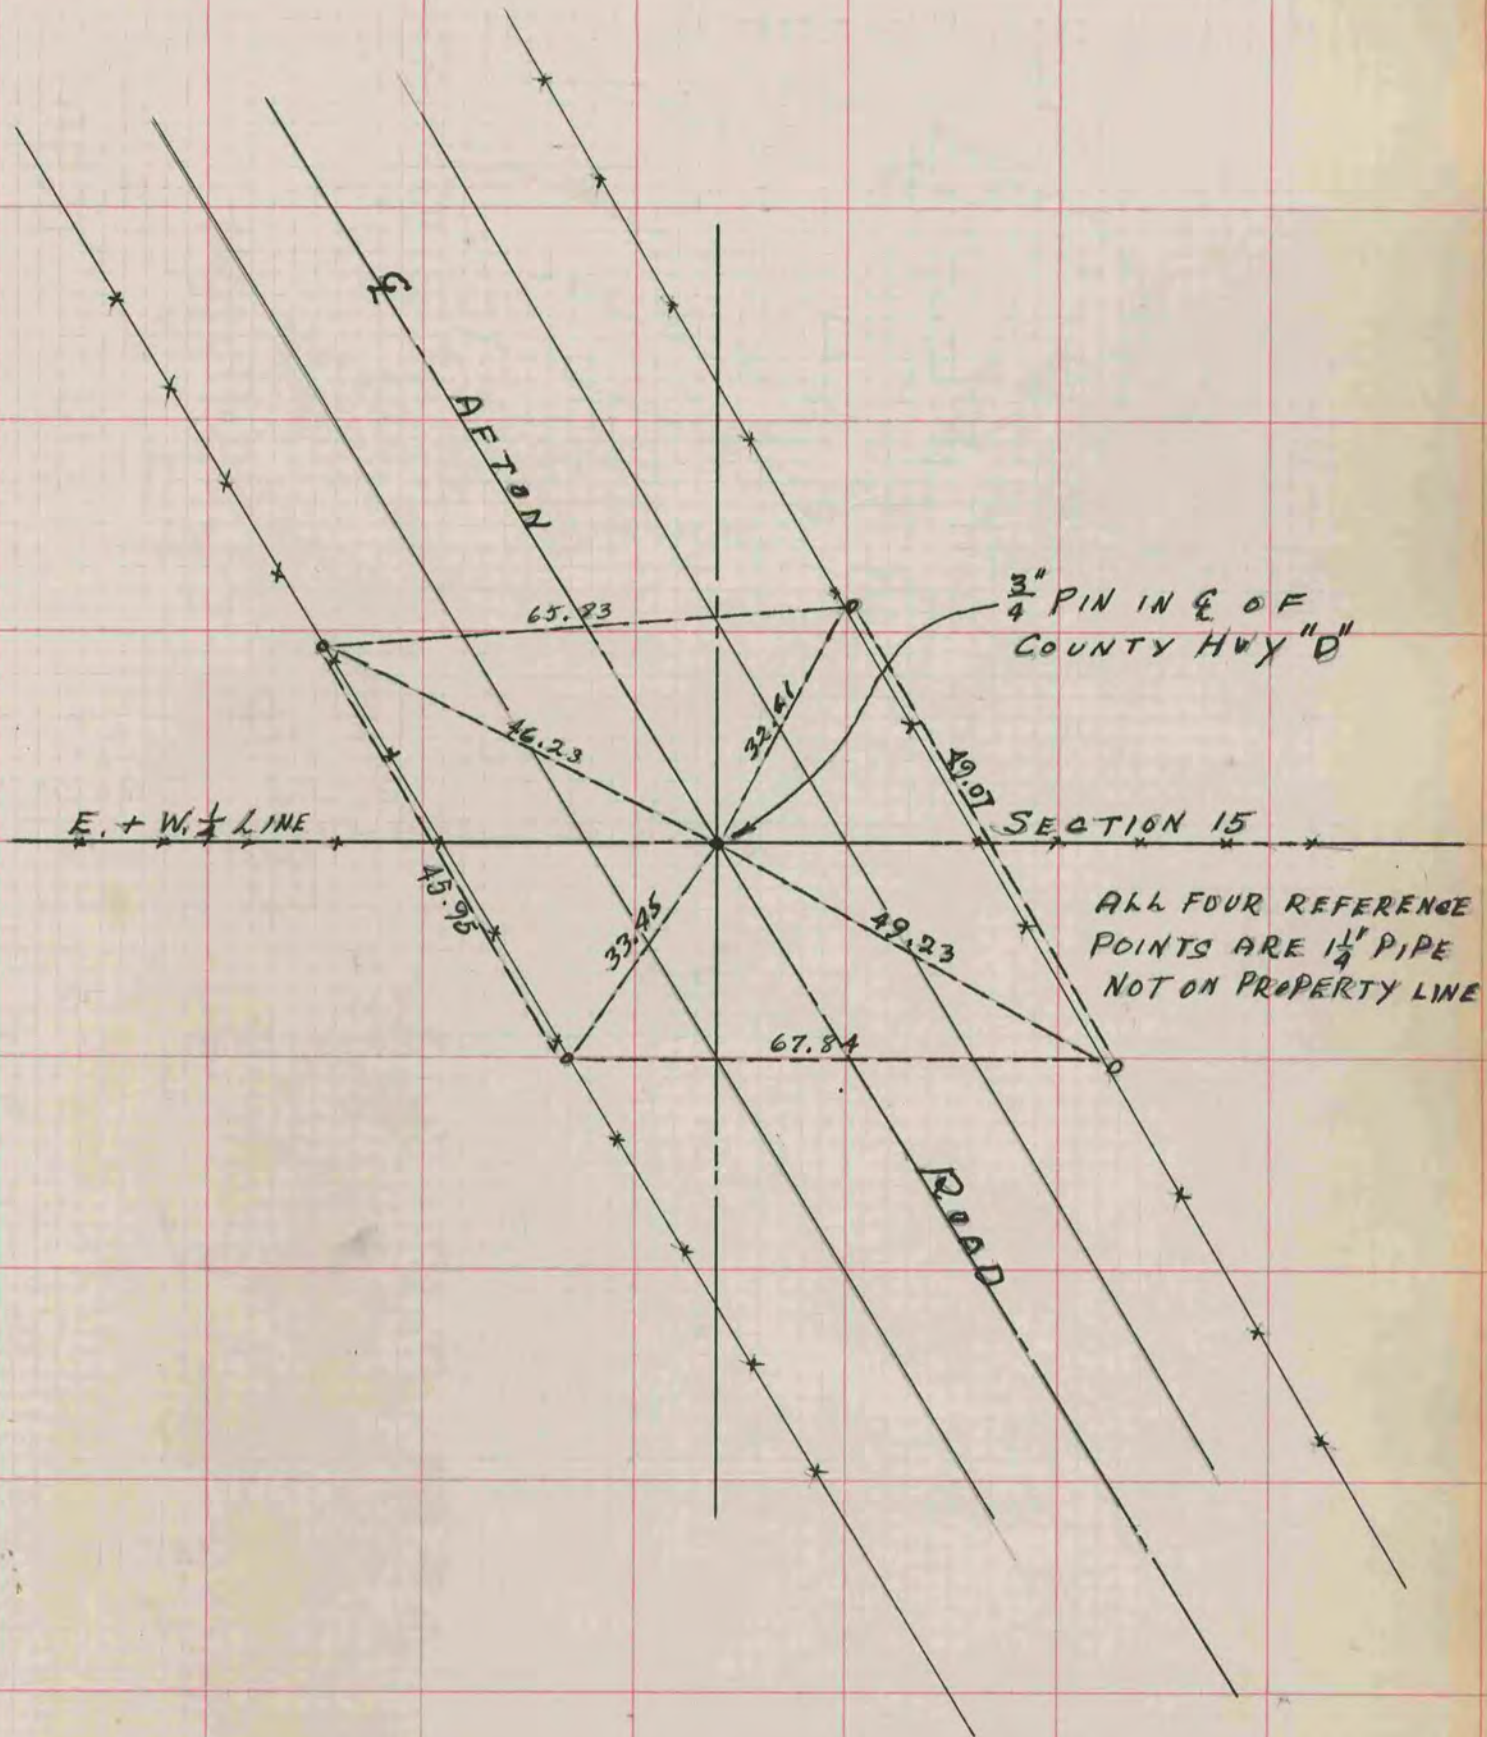 ℄
AFTON
65.93
3/4" PIN IN ℄ OF
COUNTY HWY "D"
46.23
32.41
49.07
E. + W. 1/4 LINE
SECTION 15
45.95
33.45
49.23
ALL FOUR REFERENCE
POINTS ARE 1 1/4" PIPE
NOT ON PROPERTY LINE
67.84
ROAD